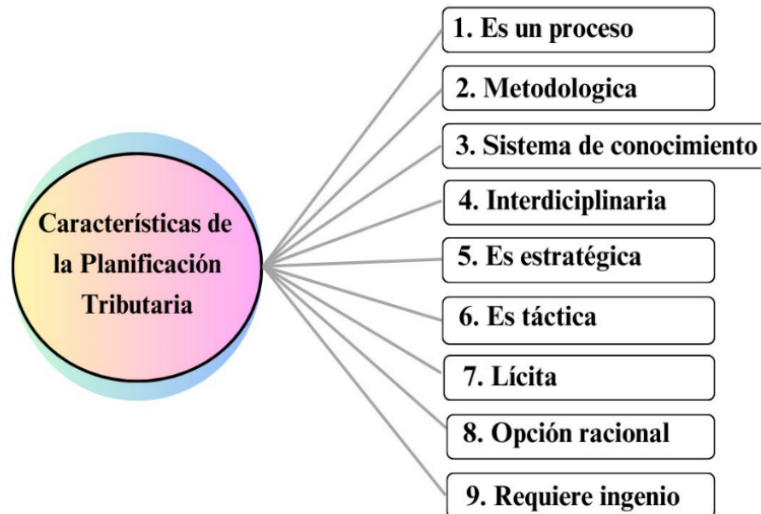 Características de
la Planificación
Tributaria
1. Es un proceso
2. Metodologica
3. Sistema de conocimiento
4. Interdiciplinaria
5. Es estratégica
6. Es táctica
7. Lícita
8. Opción racional
9. Requiere ingenio